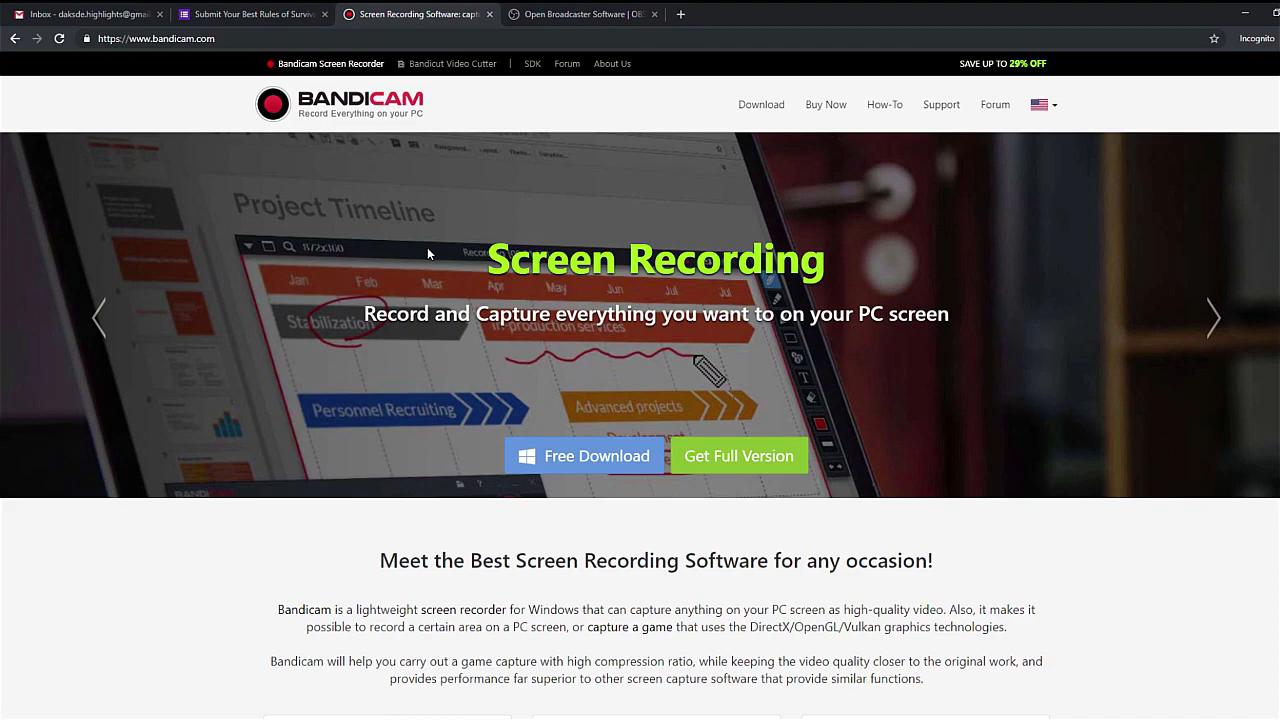 Inbox - daksde.highlights@gmail
Submit Your Best Rules of Surviv
Screen Recording Software: capt
Open Broadcaster Software | OBS
https://www.bandicam.com
Incognito
Bandicam Screen Recorder
Bandicut Video Cutter
SDK
Forum
About Us
SAVE UP TO 29% OFF
BANDICAM
Record Everything on your PC
Download
Buy Now
How-To
Support
Forum
Project Timeline
872x300
Jan
Feb
Mar
Apr
May
Jun
Jul
Jul
Screen Recording
Record and Capture everything you want to on your PC screen
Stabilization
In-production services
Personnel Recruiting
Advanced projects
Free Download
Get Full Version
Meet the Best Screen Recording Software for any occasion!
Bandicam is a lightweight screen recorder for Windows that can capture anything on your PC screen as high-quality video. Also, it makes it
possible to record a certain area on a PC screen, or capture a game that uses the DirectX/OpenGL/Vulkan graphics technologies.
Bandicam will help you carry out a game capture with high compression ratio, while keeping the video quality closer to the original work, and
provides performance far superior to other screen capture software that provide similar functions.